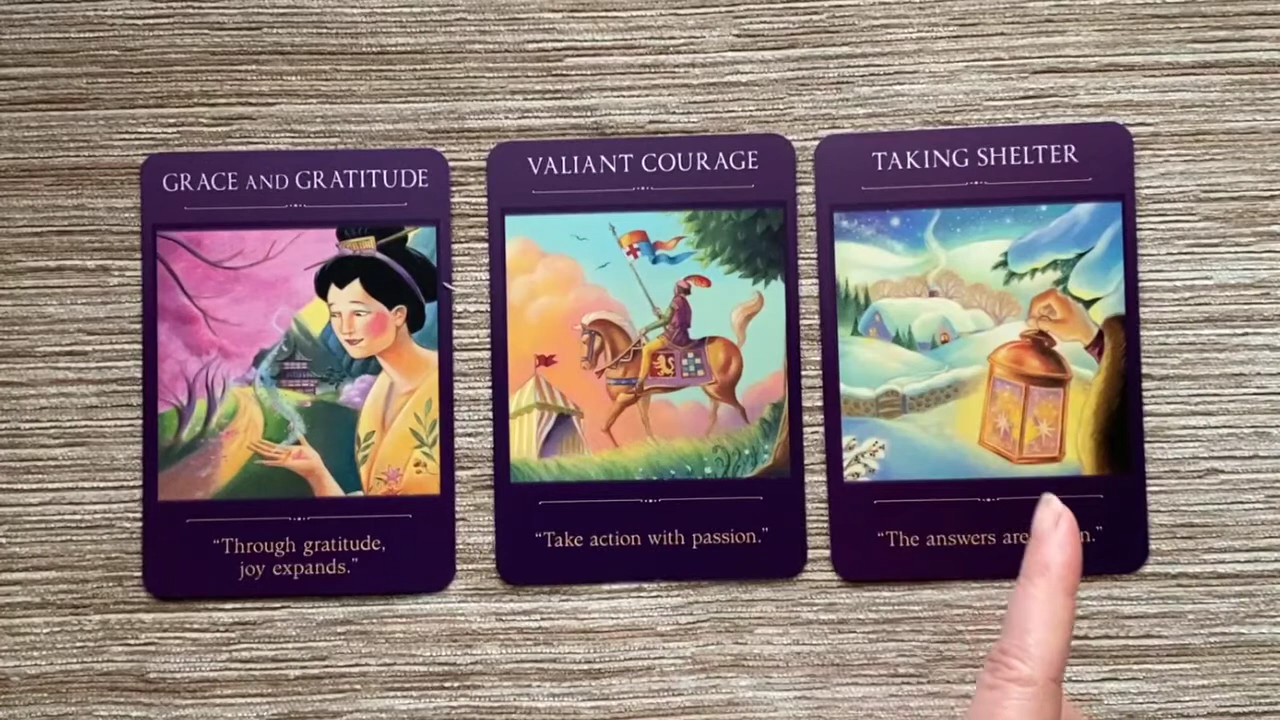 GRACE AND GRATITUDE
"Through gratitude,
joy expands."
VALIANT COURAGE
"Take action with passion."
TAKING SHELTER
"The answers are